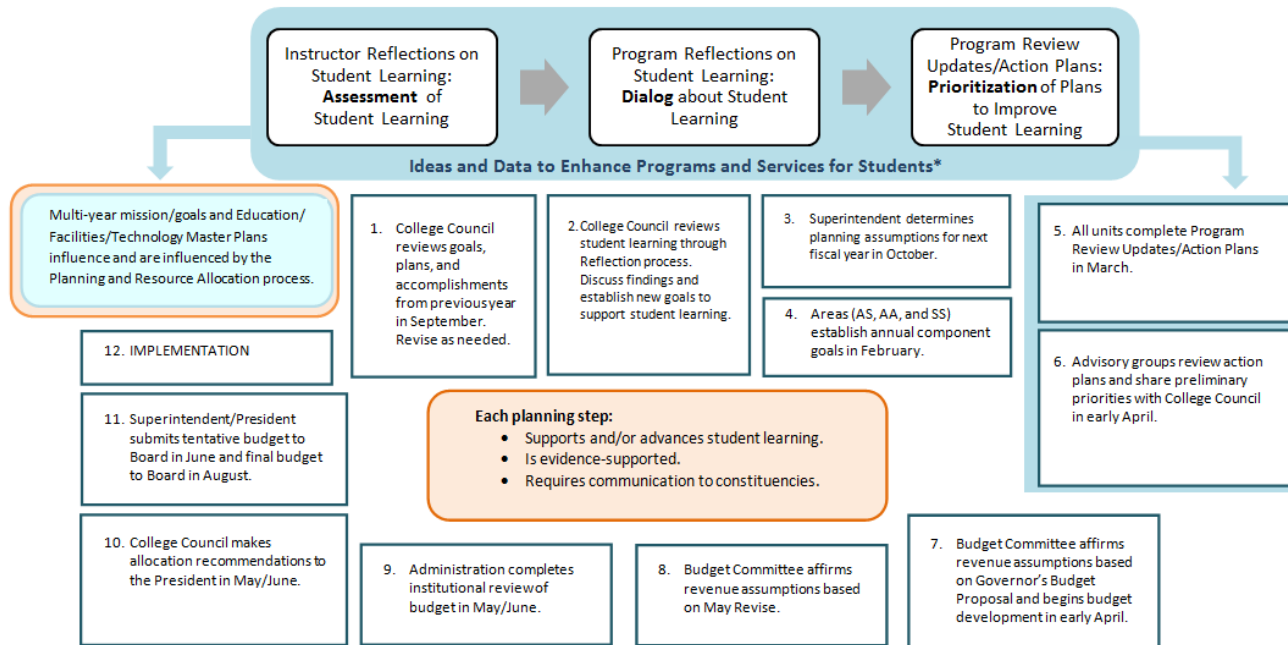 Instructor Reflections on
Student Learning:
Assessment of
Student Learning
Program Reflections on
Student Learning:
Dialog about Student
Learning
Program Review
Updates/Action Plans:
Prioritization of Plans
to Improve
Student Learning
Ideas and Data to Enhance Programs and Services for Students*
Multi-year mission/goals and Education/
Facilities/Technology Master Plans
influence and are influenced by the
Planning and Resource Allocation process.
1. College Council
reviews goals,
plans, and
accomplishments
from previous year
in September.
Revise as needed.
2. College Council reviews
student learning through
Reflection process.
Discuss findings and
establish new goals to
support student learning.
3. Superintendent determines
planning assumptions for next
fiscal year in October.
4. Areas (AS, AA, and SS)
establish annual component
goals in February.
5. All units complete Program
Review Updates/Action Plans
in March.
6. Advisory groups review action
plans and share preliminary
priorities with College Council
in early April.
12. IMPLEMENTATION
11. Superintendent/President
submits tentative budget to
Board in June and final budget
to Board in August.
Each planning step:
• Supports and/or advances student learning.
• Is evidence-supported.
• Requires communication to constituencies.
10. College Council makes
allocation recommendations to
the President in May/June.
9. Administration completes
institutional review of
budget in May/June.
8. Budget Committee affirms
revenue assumptions based
on May Revise.
7. Budget Committee affirms
revenue assumptions based
on Governor's Budget
Proposal and begins budget
development in early April.